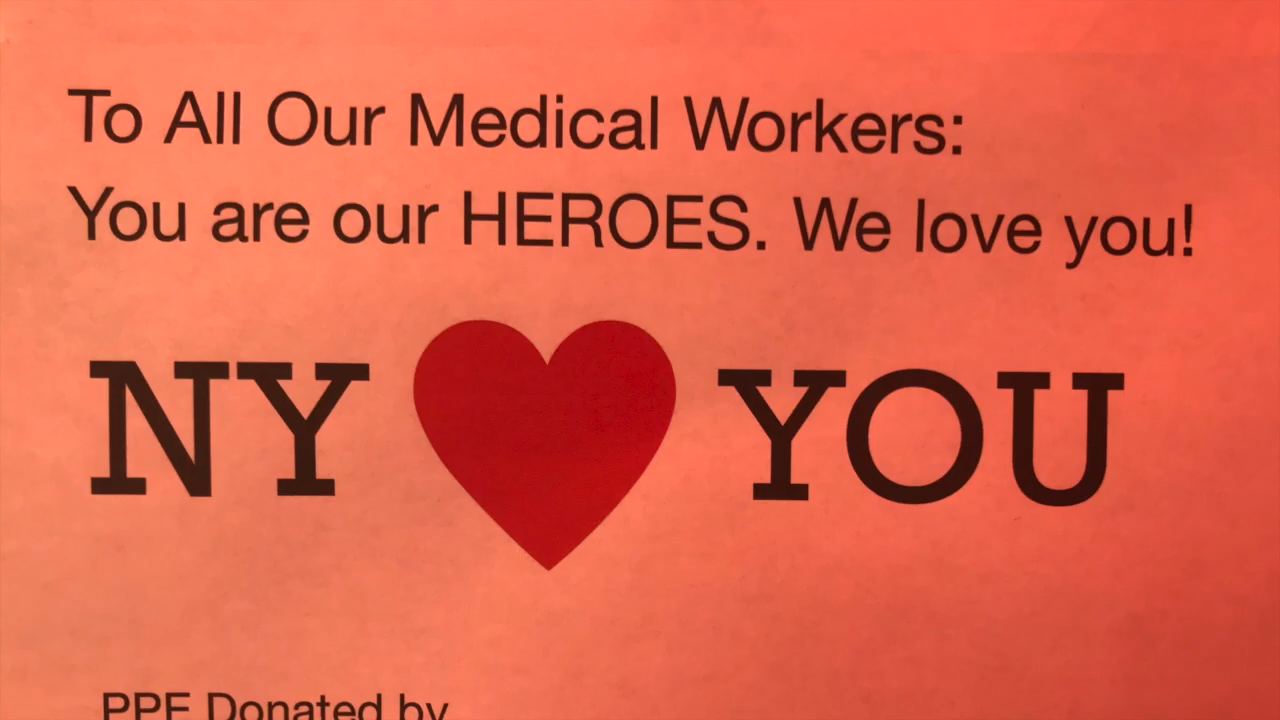 To All Our Medical Workers:
You are our HEROES. We love you!
NY ❤ YOU
PPE Donated by